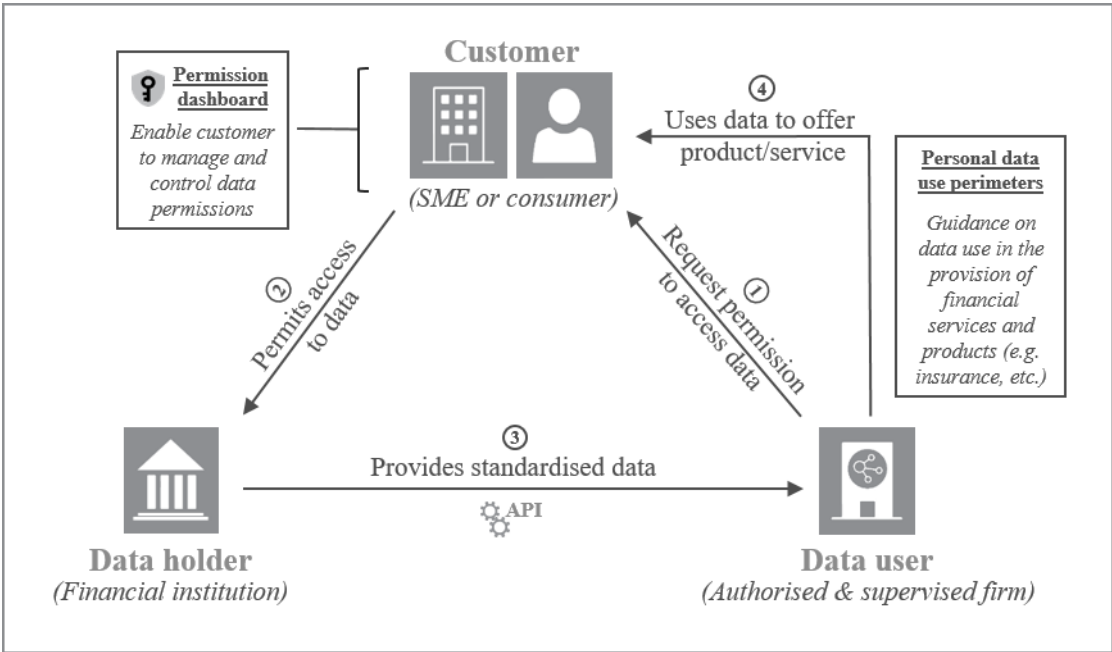 Customer
(SME or consumer)
Permission
dashboard
Enable customer
to manage and
control data
permissions
④
Uses data to offer
product/service
Personal data
use perimeters
Guidance on
data use in the
provision of
financial
services and
products (e.g.
insurance, etc.)
①
Request permission
to access data
②
Permits access
to data
③
Provides standardised data
API
Data holder
(Financial institution)
Data user
(Authorised & supervised firm)